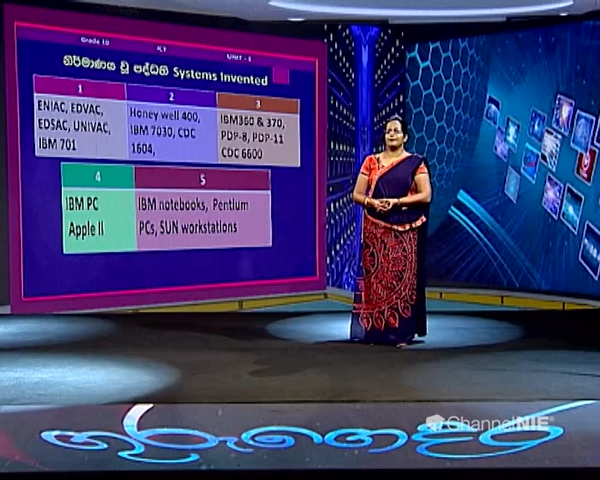 Grade 10 ICT UNIT - 1
නිර්මාණය වූ පද්ධති Systems Invented
1 2 3
ENIAC, EDVAC,
EDSAC, UNIVAC,
IBM 701
Honey well 400,
IBM 7030, CDC
1604,
IBM360 & 370,
PDP-8, PDP-11
CDC 6600
4 5
IBM PC
Apple II
IBM notebooks, Pentium
PCs, SUN workstations
ChannelNIE
ගුරුගෙදර